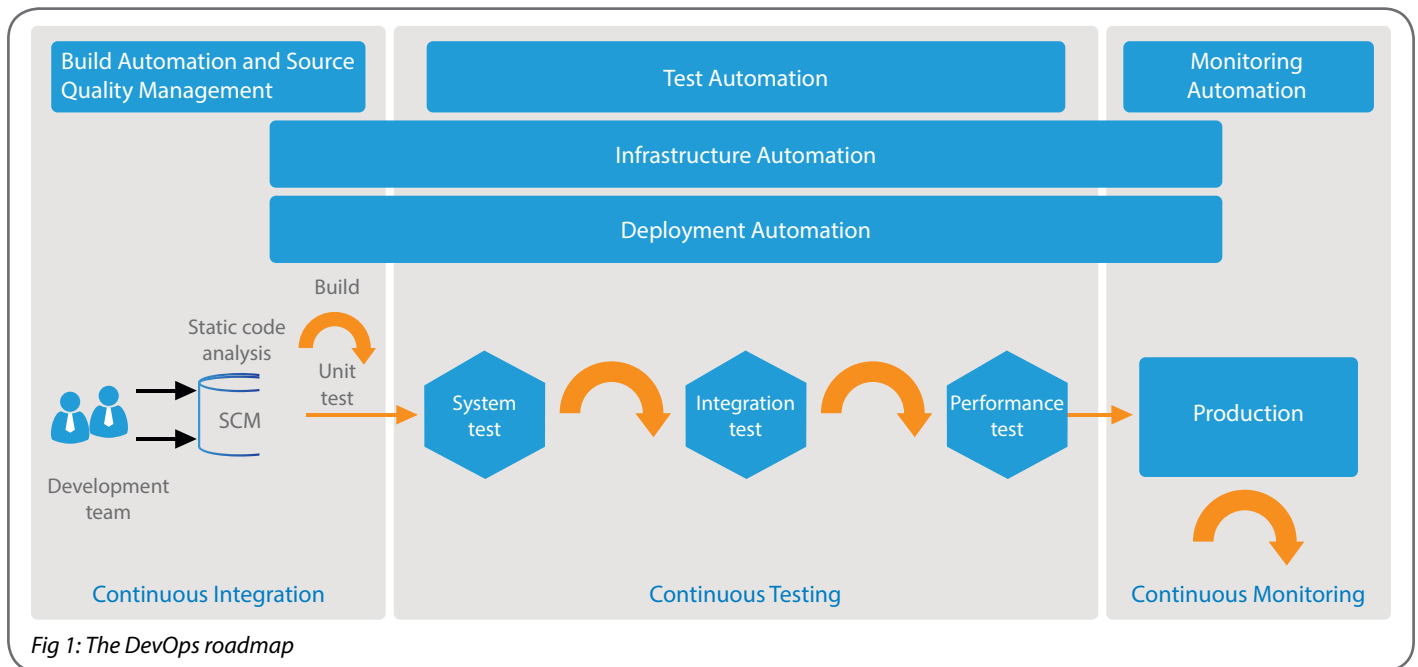 Build Automation and Source
Quality Management
Test Automation
Monitoring
Automation
Infrastructure Automation
Deployment Automation
Build
Static code
analysis
Unit
test
SCM
Development
team
System
test
Integration
test
Performance
test
Production
Continuous Integration
Continuous Testing
Continuous Monitoring
Fig 1: The DevOps roadmap